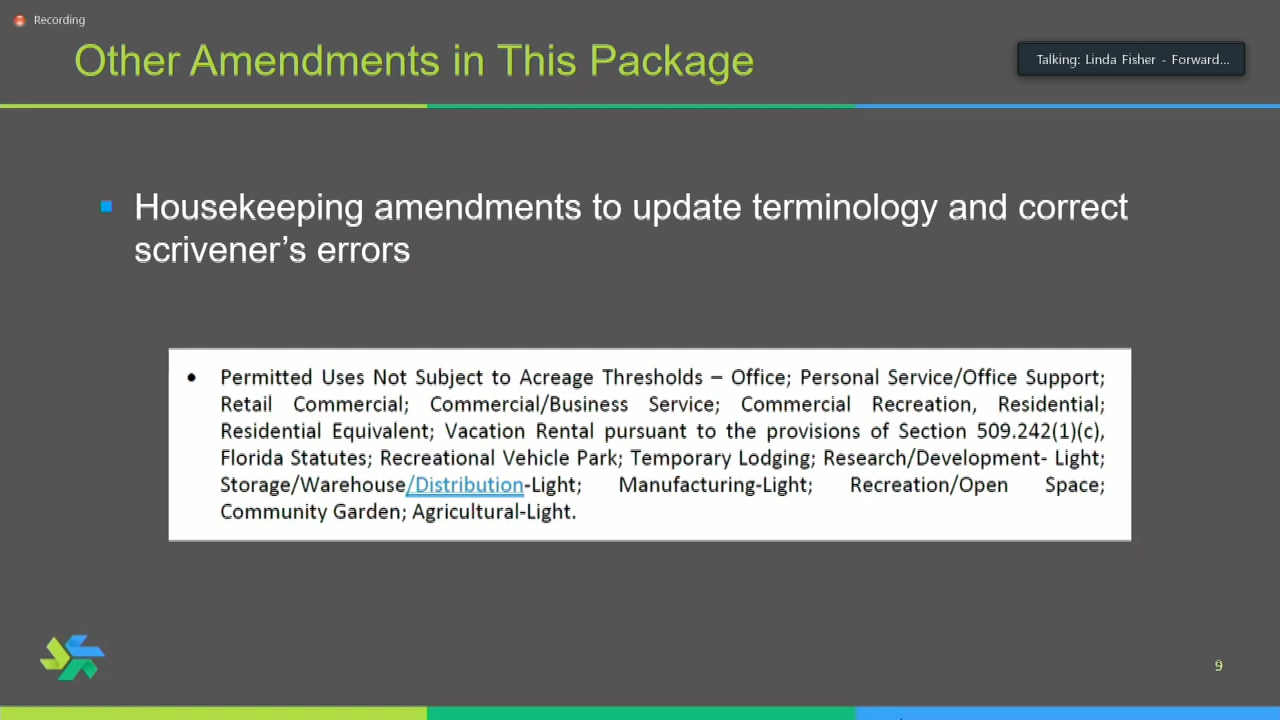 Recording
Other Amendments in This Package
Talking: Linda Fisher - Forward...
Housekeeping amendments to update terminology and correct
scrivener’s errors
Permitted Uses Not Subject to Acreage Thresholds – Office; Personal Service/Office Support;
Retail Commercial; Commercial/Business Service; Commercial Recreation, Residential;
Residential Equivalent; Vacation Rental pursuant to the provisions of Section 509.242(1)(c),
Florida Statutes; Recreational Vehicle Park; Temporary Lodging; Research/Development- Light;
Storage/Warehouse/Distribution-Light; Manufacturing-Light; Recreation/Open Space;
Community Garden; Agricultural-Light.
9